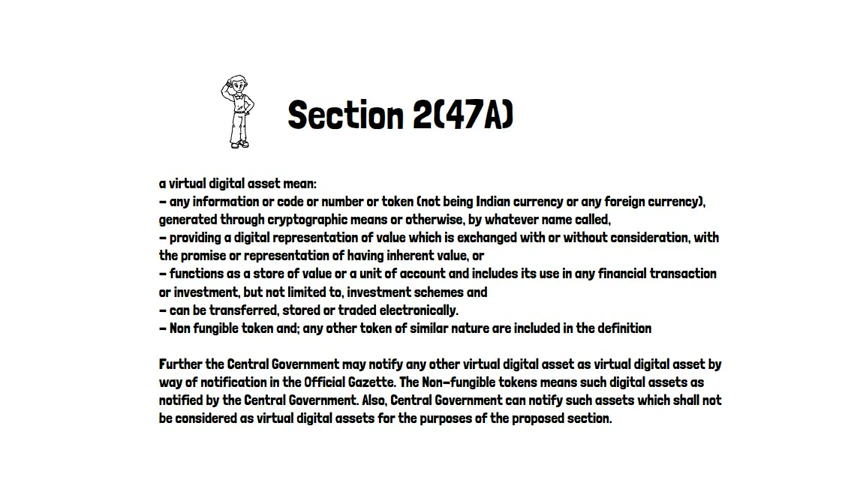 Section 2(47A)
a virtual digital asset mean:
– any information or code or number or token (not being Indian currency or any foreign currency),
generated through cryptographic means or otherwise, by whatever name called,
– providing a digital representation of value which is exchanged with or without consideration, with
the promise or representation of having inherent value, or
– functions as a store of value or a unit of account and includes its use in any financial transaction
or investment, but not limited to, investment schemes and
– can be transferred, stored or traded electronically.
– Non fungible token and; any other token of similar nature are included in the definition
Further the Central Government may notify any other virtual digital asset as virtual digital asset by
way of notification in the Official Gazette. The Non–fungible tokens means such digital assets as
notified by the Central Government. Also, Central Government can notify such assets which shall not
be considered as virtual digital assets for the purposes of the proposed section.